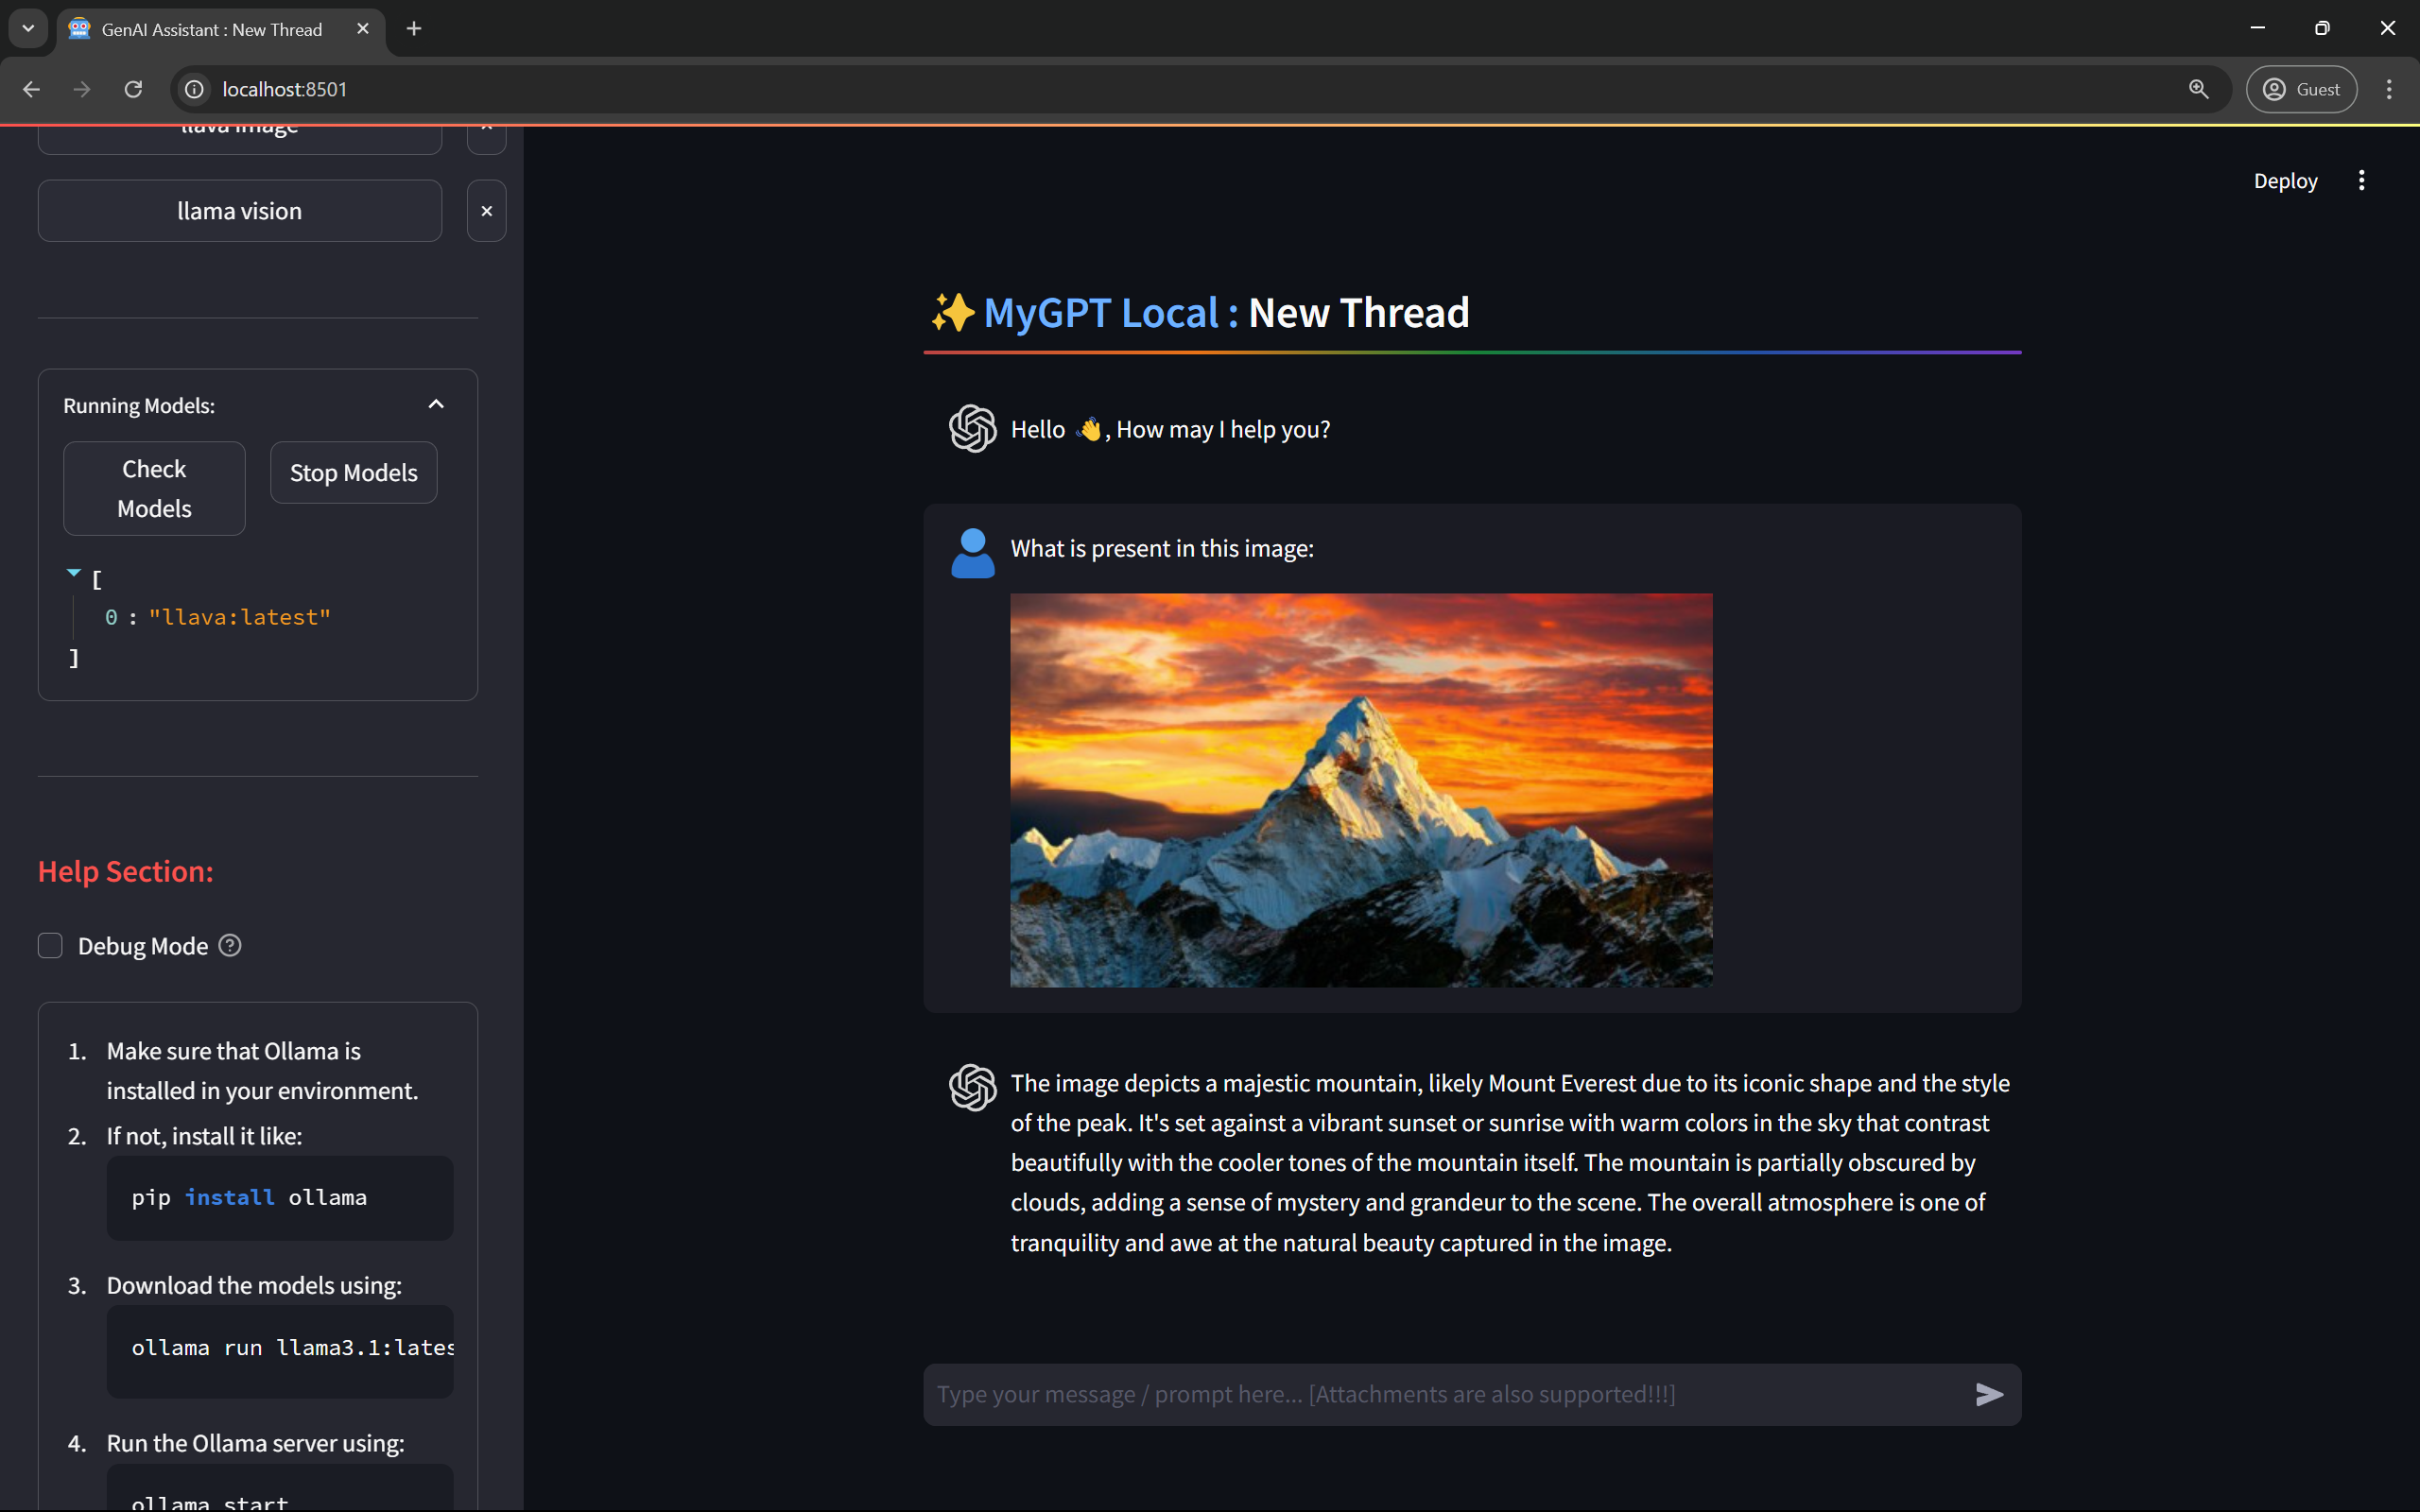 GenAI Assistant : New Thread
localhost:8501
Guest
llava image
llama vision
×
Running Models:
Check
Models
Stop Models
[
0 : "llava:latest"
]
Help Section:
Debug Mode
1. Make sure that Ollama is
installed in your environment.
2. If not, install it like:
pip install ollama
3. Download the models using:
ollama run llama3.1:lates
4. Run the Ollama server using:
ollama start
Deploy
MyGPT Local : New Thread
Hello 👋, How may I help you?
What is present in this image:
The image depicts a majestic mountain, likely Mount Everest due to its iconic shape and the style
of the peak. It's set against a vibrant sunset or sunrise with warm colors in the sky that contrast
beautifully with the cooler tones of the mountain itself. The mountain is partially obscured by
clouds, adding a sense of mystery and grandeur to the scene. The overall atmosphere is one of
tranquility and awe at the natural beauty captured in the image.
Type your message / prompt here... [Attachments are also supported!!!]